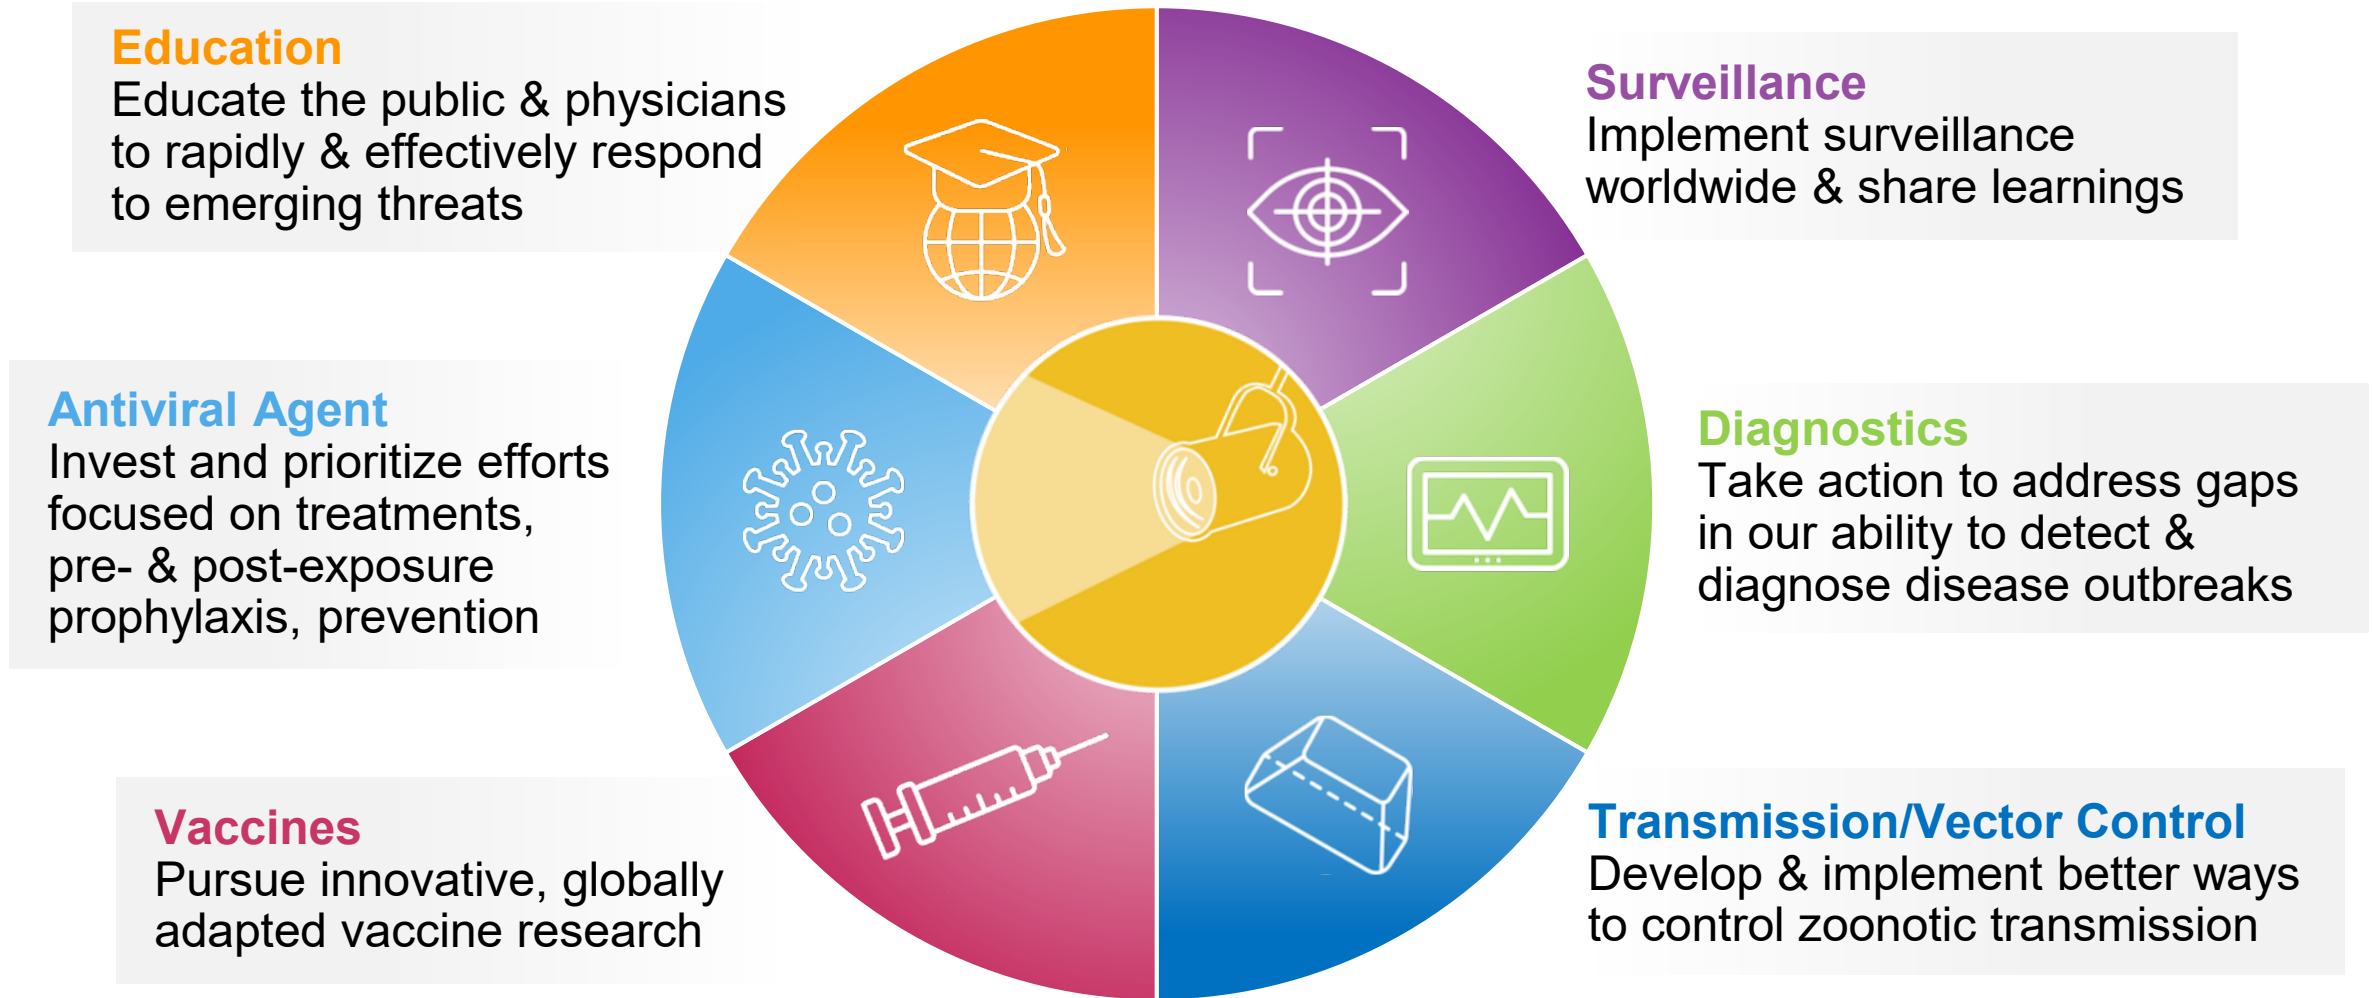 Education
Educate the public & physicians
to rapidly & effectively respond
to emerging threats
Surveillance
Implement surveillance
worldwide & share learnings
Antiviral Agent
Invest and prioritize efforts
focused on treatments,
pre- & post-exposure
prophylaxis, prevention
Diagnostics
Take action to address gaps
in our ability to detect &
diagnose disease outbreaks
Vaccines
Pursue innovative, globally
adapted vaccine research
Transmission/Vector Control
Develop & implement better ways
to control zoonotic transmission